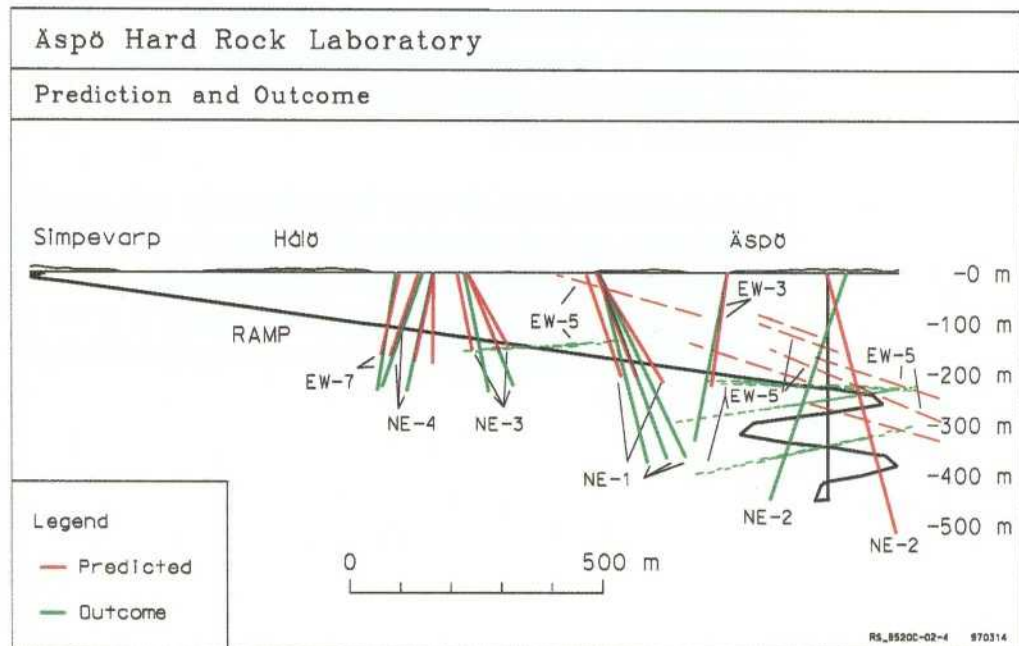 Äspö Hard Rock Laboratory
Prediction and Outcome
Simpevarp
Hålö
Äspö
-0 m
EW-3
-100 m
RAMP
EW-5
EW-5
EW-7
-200 m
EW-5
NE-4
NE-3
-300 m
NE-1
-400 m
NE-2
-500 m
NE-2
Legend
Predicted
Outcome
0
500 m
RS_9520C-02-4 970314